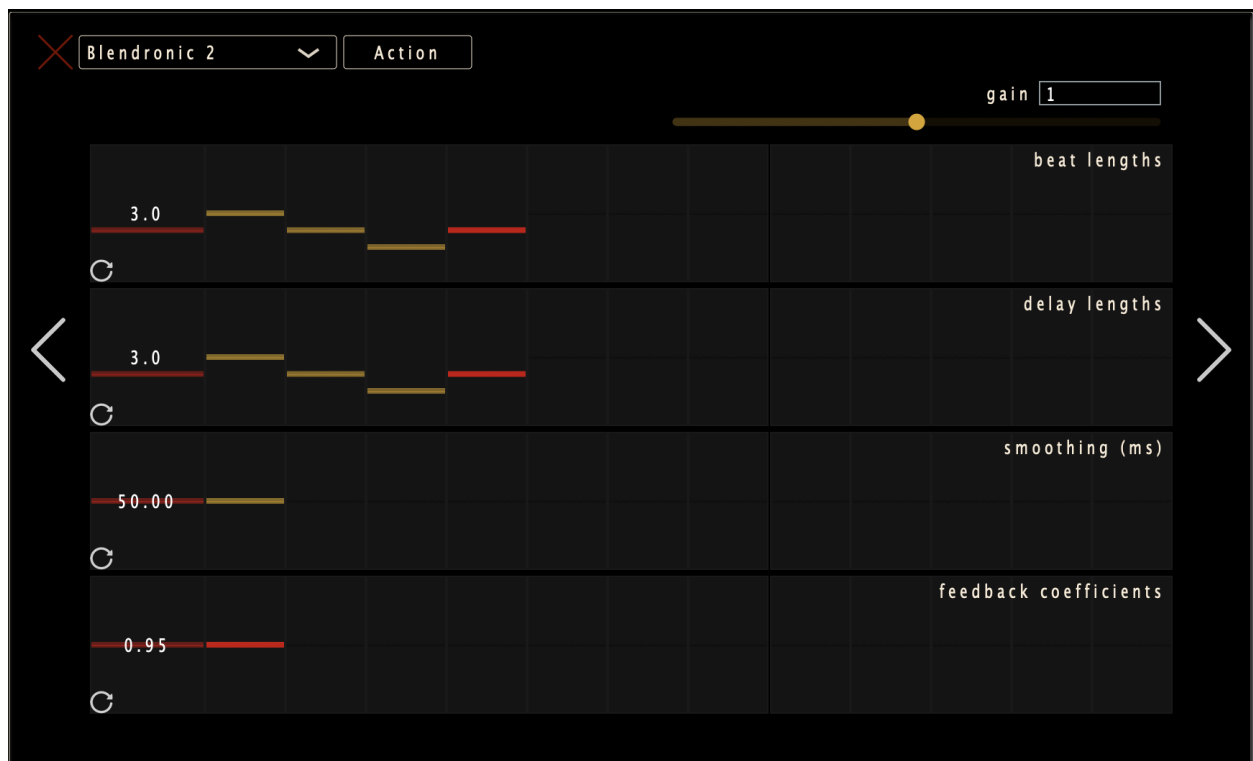 Blendronic 2
Action
gain 1
beat lengths
3.0
delay lengths
3.0
smoothing (ms)
50.00
feedback coefficients
0.95